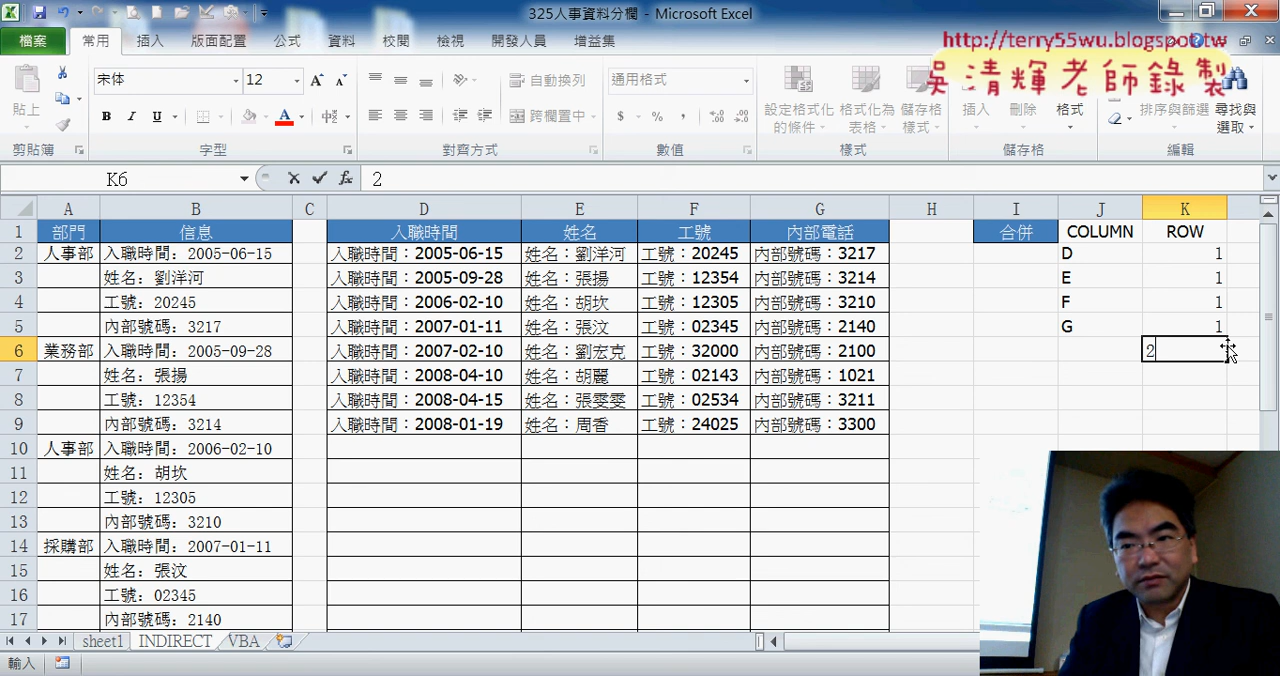 325人事資料分欄 - Microsoft Excel
檔案 常用 插入 版面配置 公式 資料 校閱 檢視 開發人員 增益集
http://terry55wu.blogspot.tw
吳清輝老師錄製
貼上 宋体 12 自動換列 通用格式 設定格式化的條件 格式化為表格 儲存格樣式 插入 刪除 格式 排序與篩選 尋找與選取
B I U A 中 跨欄置中 $ % ,
剪貼簿 字型 對齊方式 數值 樣式 儲存格 編輯
K6 fx 2
A B C D E F G H I J K
1 部門 信息 入職時間 姓名 工號 內部電話 合併 COLUMN ROW
2 人事部 入職時間：2005-06-15 入職時間：2005-06-15 姓名：劉洋河 工號：20245 內部號碼：3217 D 1
3 姓名：劉洋河 入職時間：2005-09-28 姓名：張揚 工號：12354 內部號碼：3214 E 1
4 工號：20245 入職時間：2006-02-10 姓名：胡坎 工號：12305 內部號碼：3210 F 1
5 內部號碼：3217 入職時間：2007-01-11 姓名：張汶 工號：02345 內部號碼：2140 G 1
6 業務部 入職時間：2005-09-28 入職時間：2007-02-10 姓名：劉宏克 工號：32000 內部號碼：2100 2
7 姓名：張揚 入職時間：2008-04-10 姓名：胡麗 工號：02143 內部號碼：1021
8 工號：12354 入職時間：2008-04-15 姓名：張雯雯 工號：02534 內部號碼：3211
9 內部號碼：3214 入職時間：2008-01-19 姓名：周香 工號：24025 內部號碼：3300
10 人事部 入職時間：2006-02-10
11 姓名：胡坎
12 工號：12305
13 內部號碼：3210
14 採購部 入職時間：2007-01-11
15 姓名：張汶
16 工號：02345
17 內部號碼：2140
sheet1 INDIRECT VBA
輸入